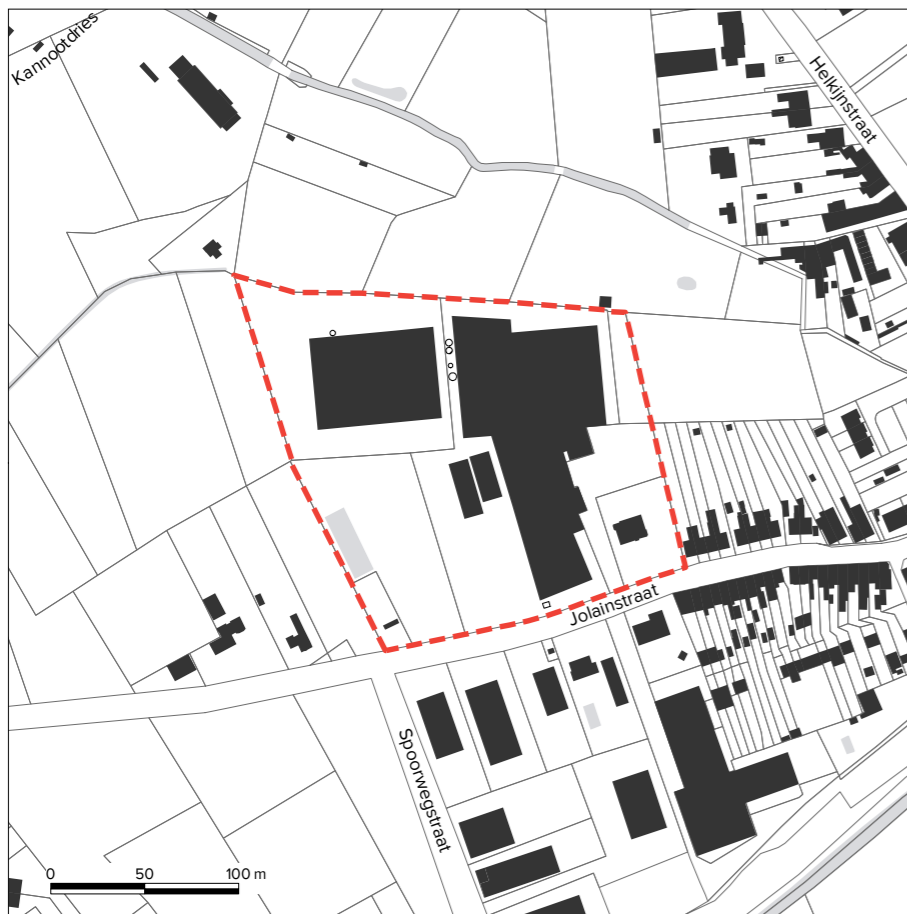 Kannootdries
Helkijnstraat
Jolainstraat
Spoorwegstraat
0 50 100 m